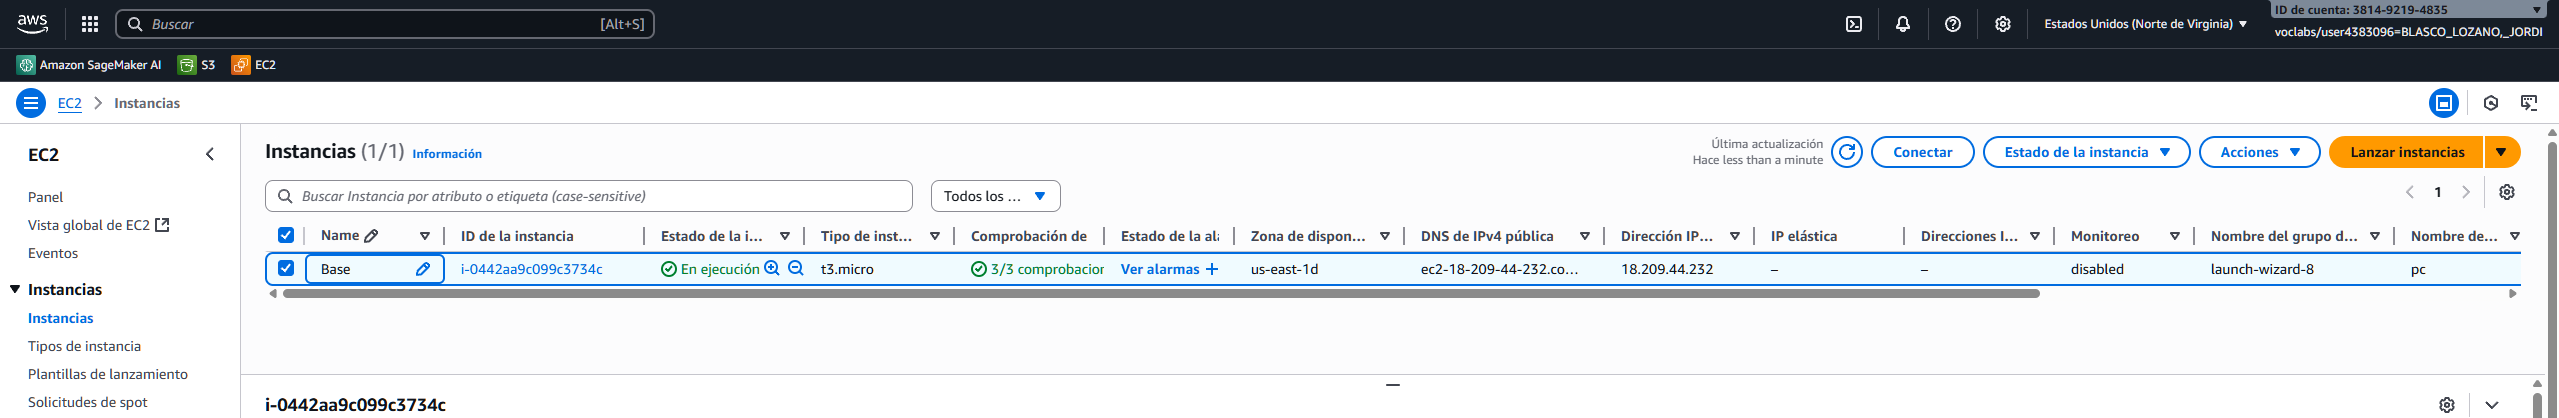 aws
Buscar [Alt+S]
Estados Unidos (Norte de Virginia)
ID de cuenta: 3814-9219-4835
voclabs/user4383096=BLASCO_LOZANO,_JORDI
Amazon SageMaker AI S3 EC2
EC2 > Instancias
EC2
Panel
Vista global de EC2
Eventos
Instancias
Instancias
Tipos de instancia
Plantillas de lanzamiento
Solicitudes de spot
Instancias (1/1) Información
Última actualización
Hace less than a minute
Conectar Estado de la instancia Acciones Lanzar instancias
Buscar Instancia por atributo o etiqueta (case-sensitive) Todos los ...
1
Name ID de la instancia Estado de la i... Tipo de inst... Comprobación de Estado de la ala Zona de dispon... DNS de IPv4 pública Dirección IP... IP elástica Direcciones I... Monitoreo Nombre del grupo d... Nombre de...
Base i-0442aa9c099c3734c En ejecución t3.micro 3/3 comprobacior Ver alarmas + us-east-1d ec2-18-209-44-232.co... 18.209.44.232 – – disabled launch-wizard-8 pc
i-0442aa9c099c3734c